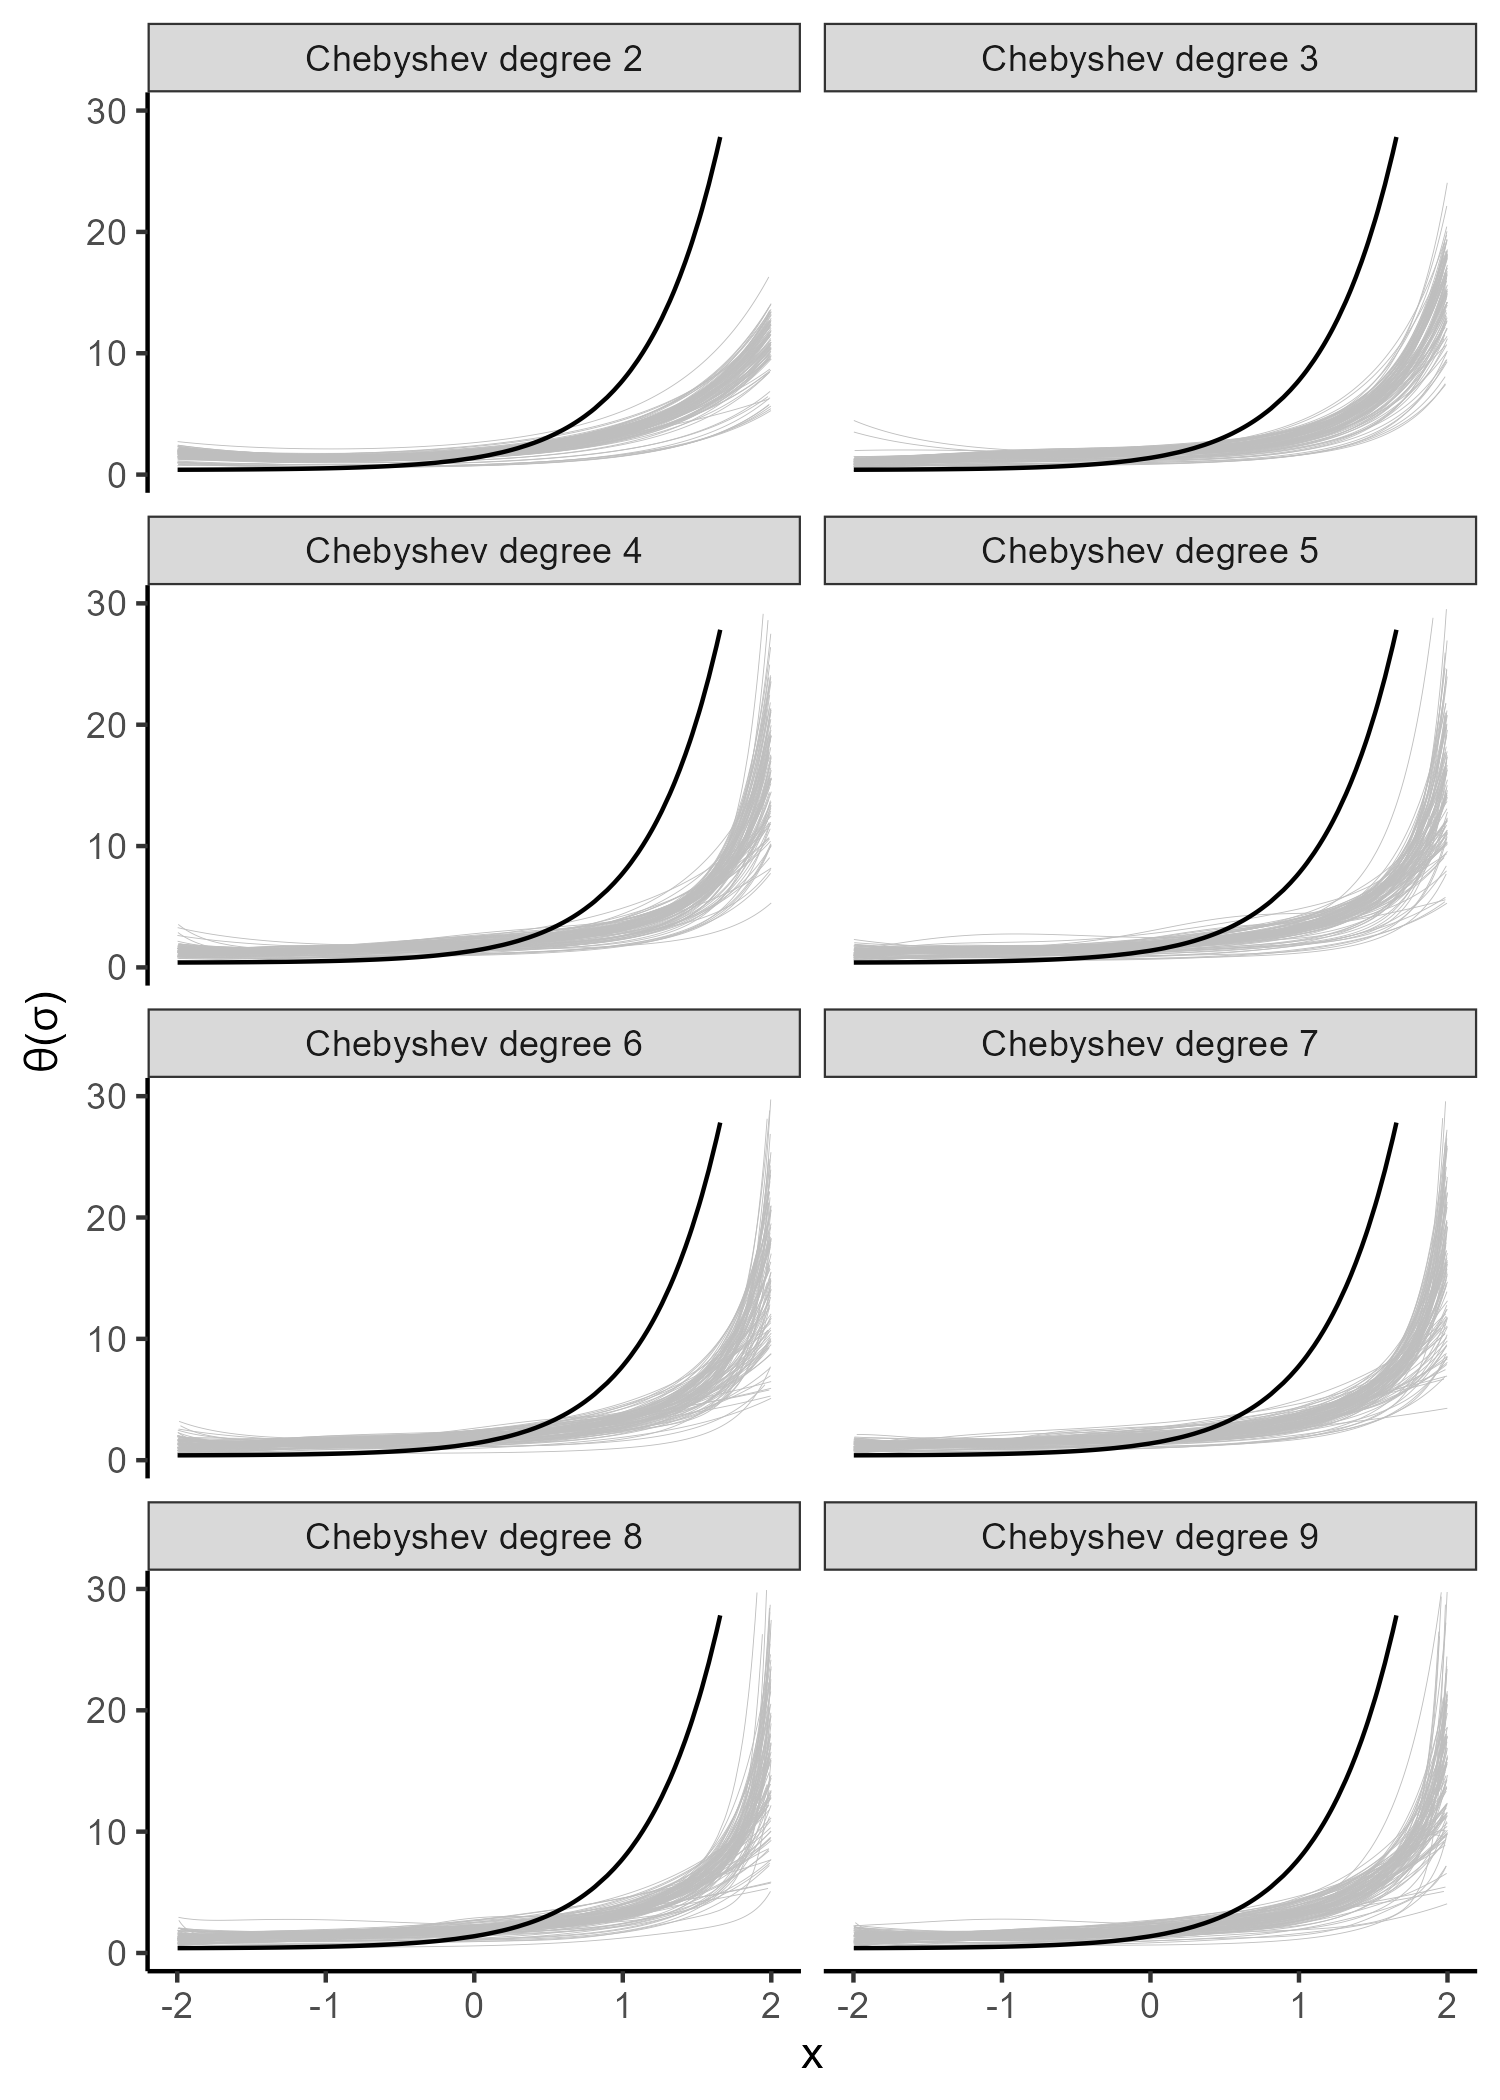 Chebyshev degree 2
Chebyshev degree 3
30
20
10
0
Chebyshev degree 4
Chebyshev degree 5
30
20
10
0
θ(σ)
Chebyshev degree 6
Chebyshev degree 7
30
20
10
0
Chebyshev degree 8
Chebyshev degree 9
30
20
10
0
-2 -1 0 1 2
-2 -1 0 1 2
x